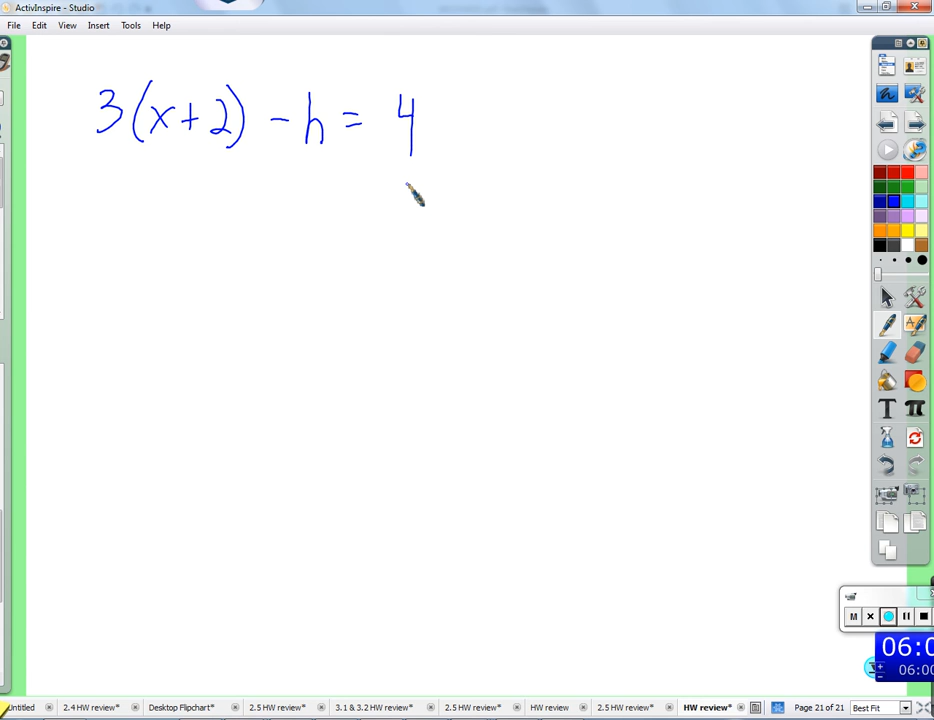 ActivInspire - Studio
File Edit View Insert Tools Help
3(x+2) - h = 4
M
06:0
06:00
Untitled 2.4 HW review* Desktop Flipchart* 2.5 HW review* 3.1 & 3.2 HW review* 2.5 HW review* HW review 2.5 HW review* HW review* Page 21 of 21 Best Fit